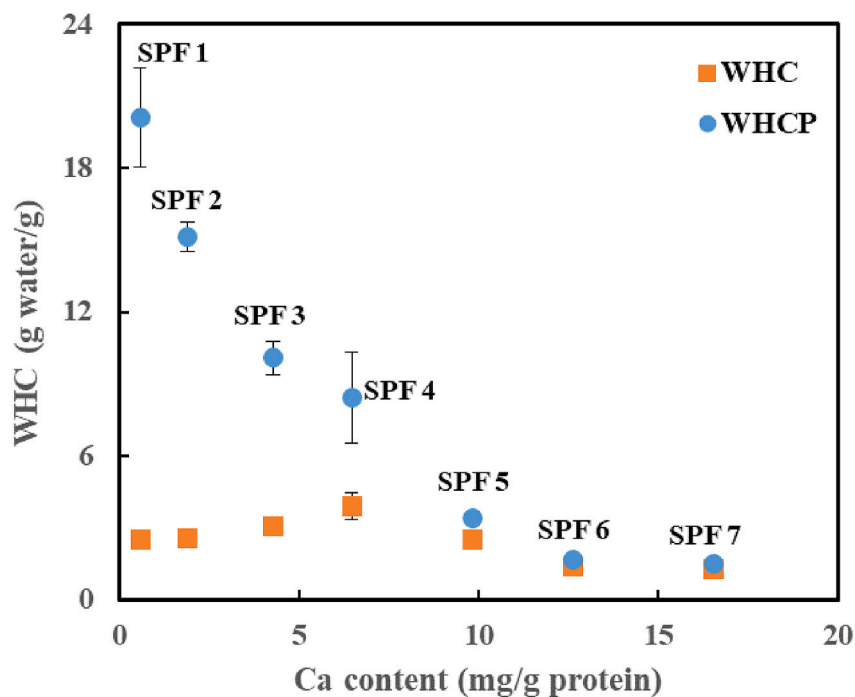 24
SPF 1
WHC
WHCP
18
SPF 2
SPF 3
12
SPF 4
WHC (g water/g)
6
SPF 5
SPF 6
SPF 7
0
0
5
10
15
20
Ca content (mg/g protein)